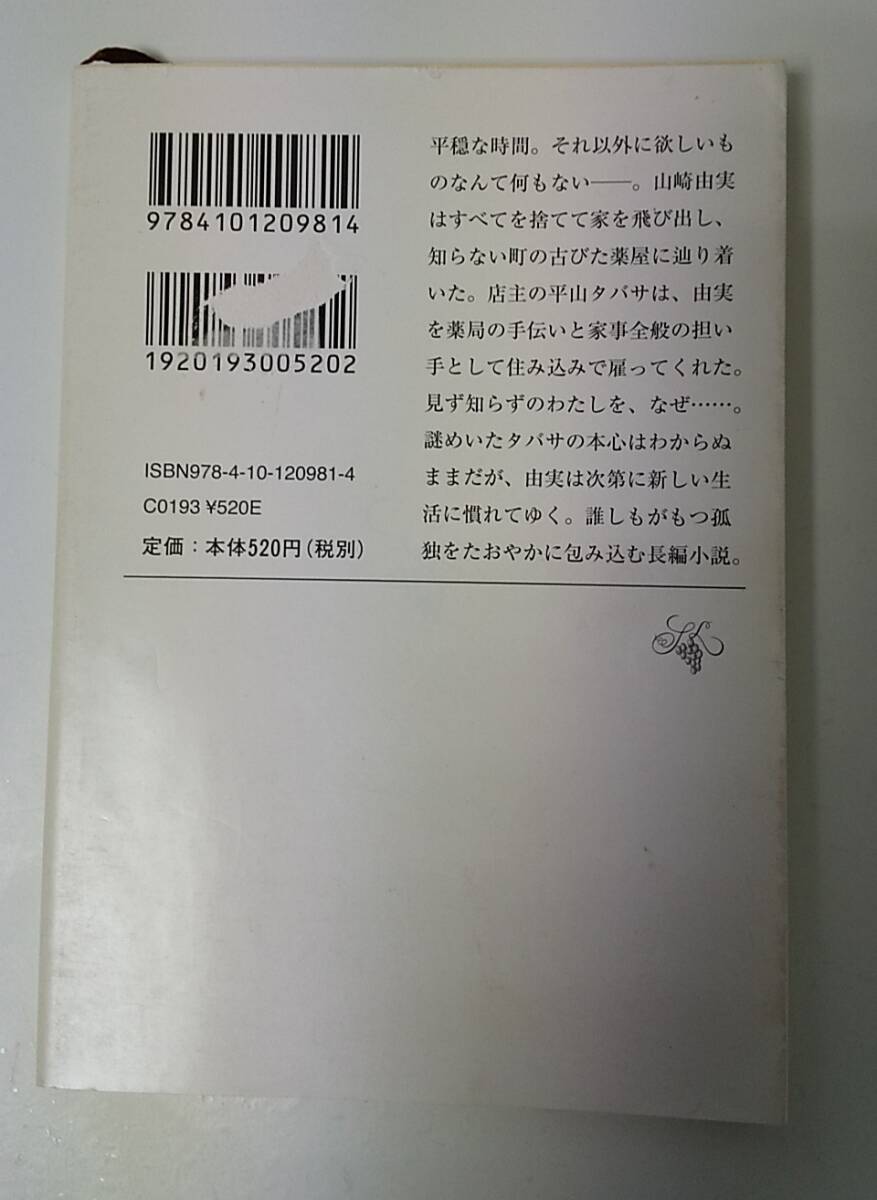 9784101209814
1920193005202
ISBN978-4-10-120981-4
C0193 ¥520E
定価：本体520円(税別)
平穏な時間。それ以外に欲しいも
のなんて何もない――。山崎由実
はすべてを捨てて家を飛び出し、
知らない町の古びた薬屋に辿り着
いた。店主の平山タバサは、由実
を薬局の手伝いと家事全般の担い
手として住み込みで雇ってくれた。
見ず知らずのわたしを、なぜ……。
謎めいたタバサの本心はわからぬ
ままだが、由実は次第に新しい生
活に慣れてゆく。誰しもがもつ孤
独をたおやかに包み込む長編小説。